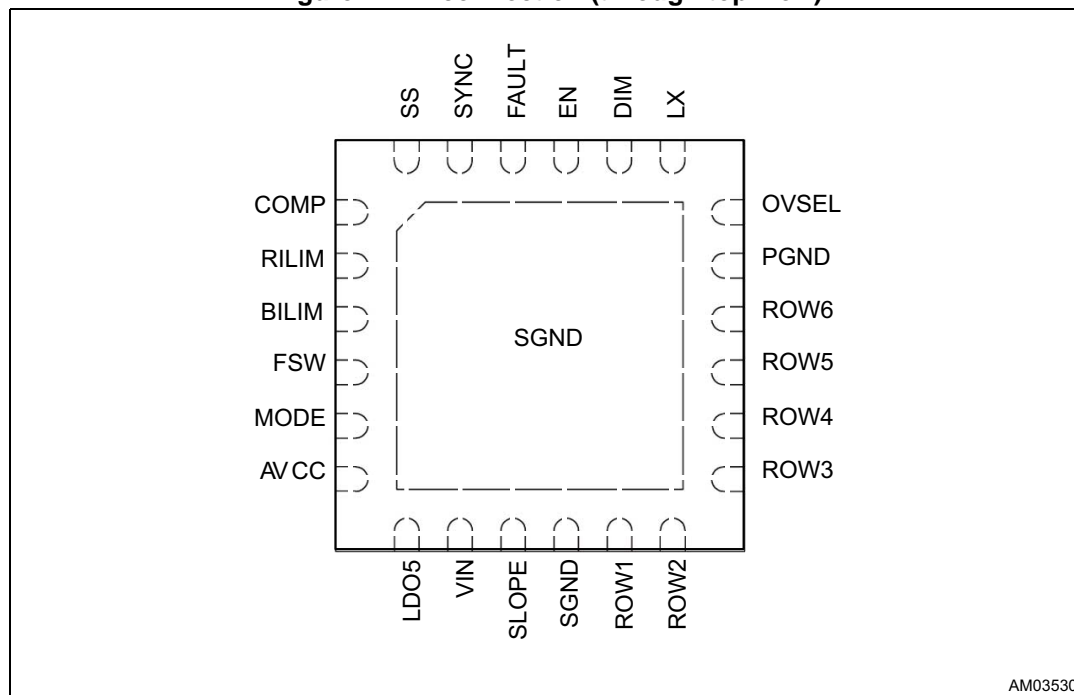 SS SYNC FAULT EN DIM LX
COMP
RILIM
BILIM
FSW
MODE
AVCC
SGND
OVSEL
PGND
ROW6
ROW5
ROW4
ROW3
LDO5 VIN SLOPE SGND ROW1 ROW2
AM03530